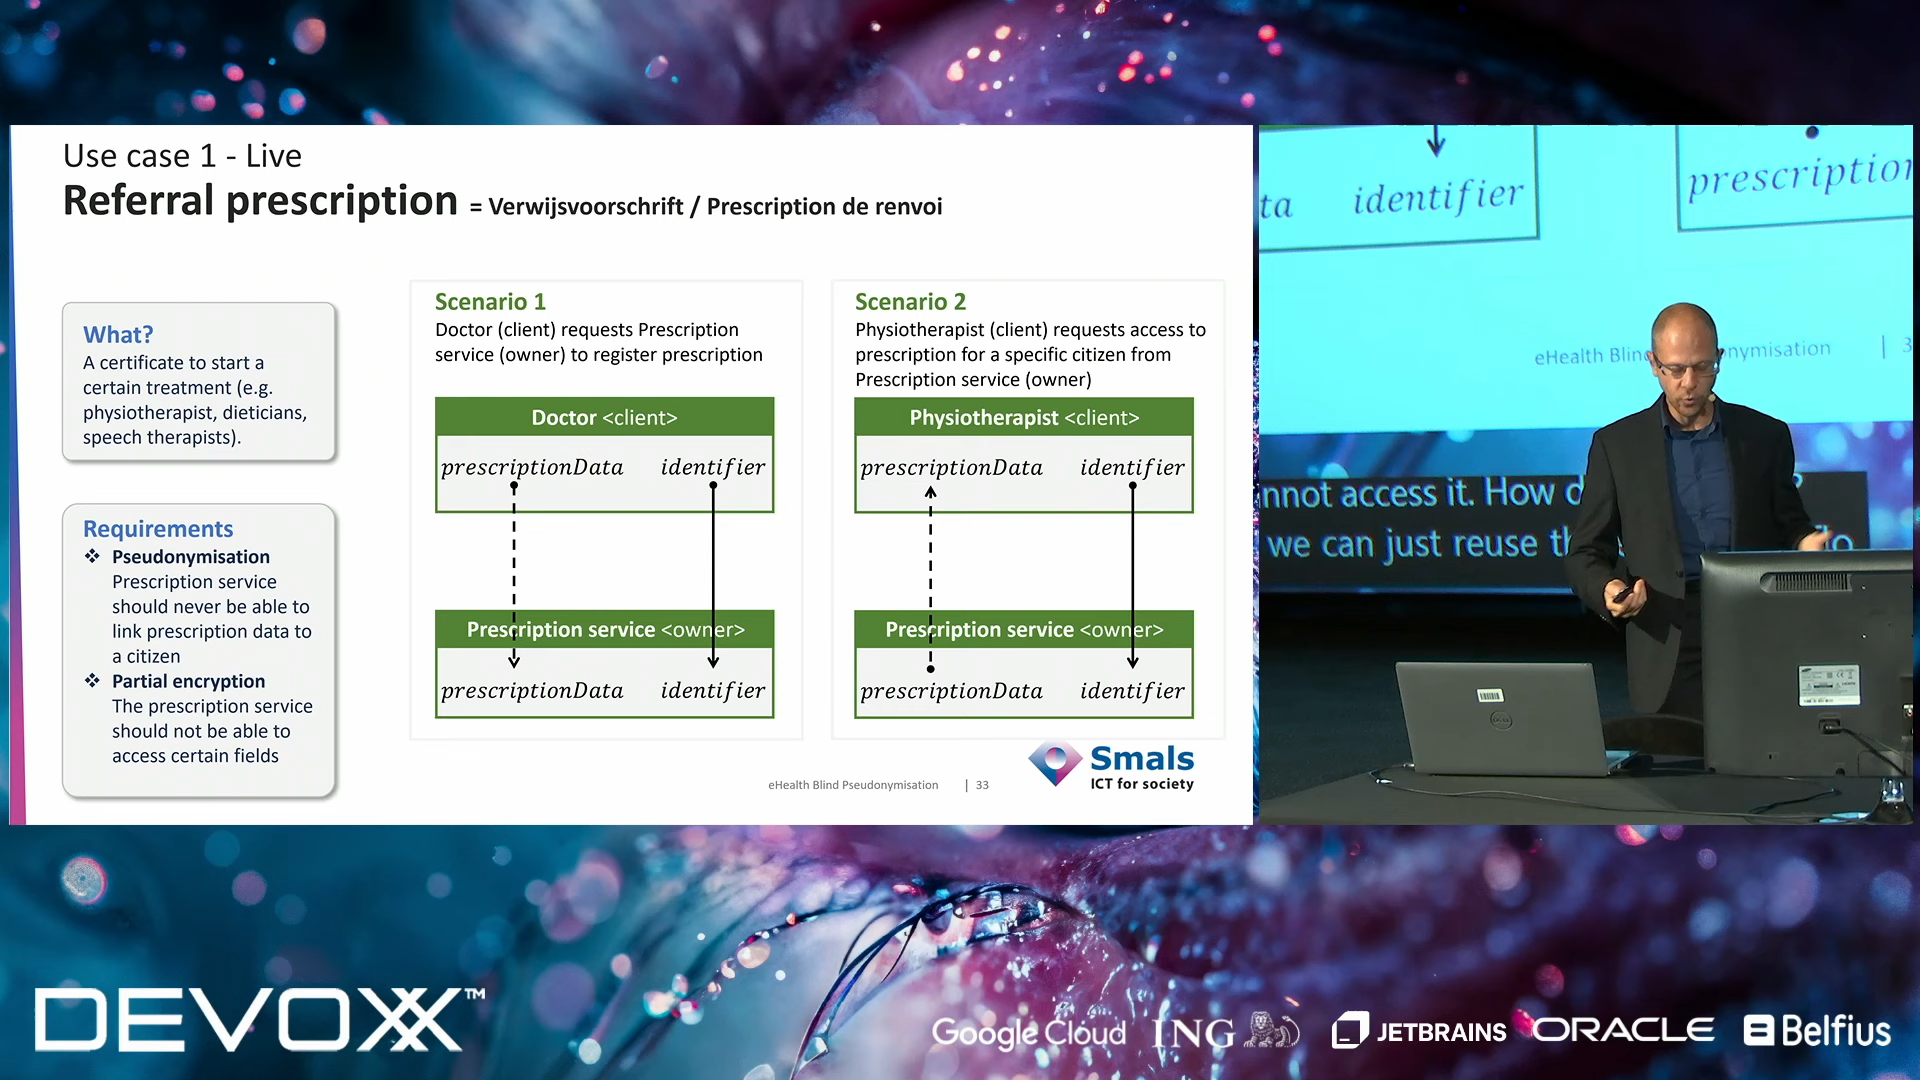 Use case 1 - Live
Referral prescription = Verwijsvoorschrift / Prescription de renvoi
What?
A certificate to start a
certain treatment (e.g.
physiotherapist, dieticians,
speech therapists).
Requirements
❖ Pseudonymisation
Prescription service
should never be able to
link prescription data to
a citizen
❖ Partial encryption
The prescription service
should not be able to
access certain fields
Scenario 1
Doctor (client) requests Prescription
service (owner) to register prescription
Doctor <client>
prescriptionData identifier
Prescription service <owner>
prescriptionData identifier
Scenario 2
Physiotherapist (client) requests access to
prescription for a specific citizen from
Prescription service (owner)
Physiotherapist <client>
prescriptionData identifier
Prescription service <owner>
prescriptionData identifier
eHealth Blind Pseudonymisation | 33
Smals
ICT for society
ta identifier
prescription
eHealth Blin nymisation | 3
nnot access it. How d
we can just reuse th
DEVOXX™
Google Cloud
ING
JETBRAINS
ORACLE
Belfius